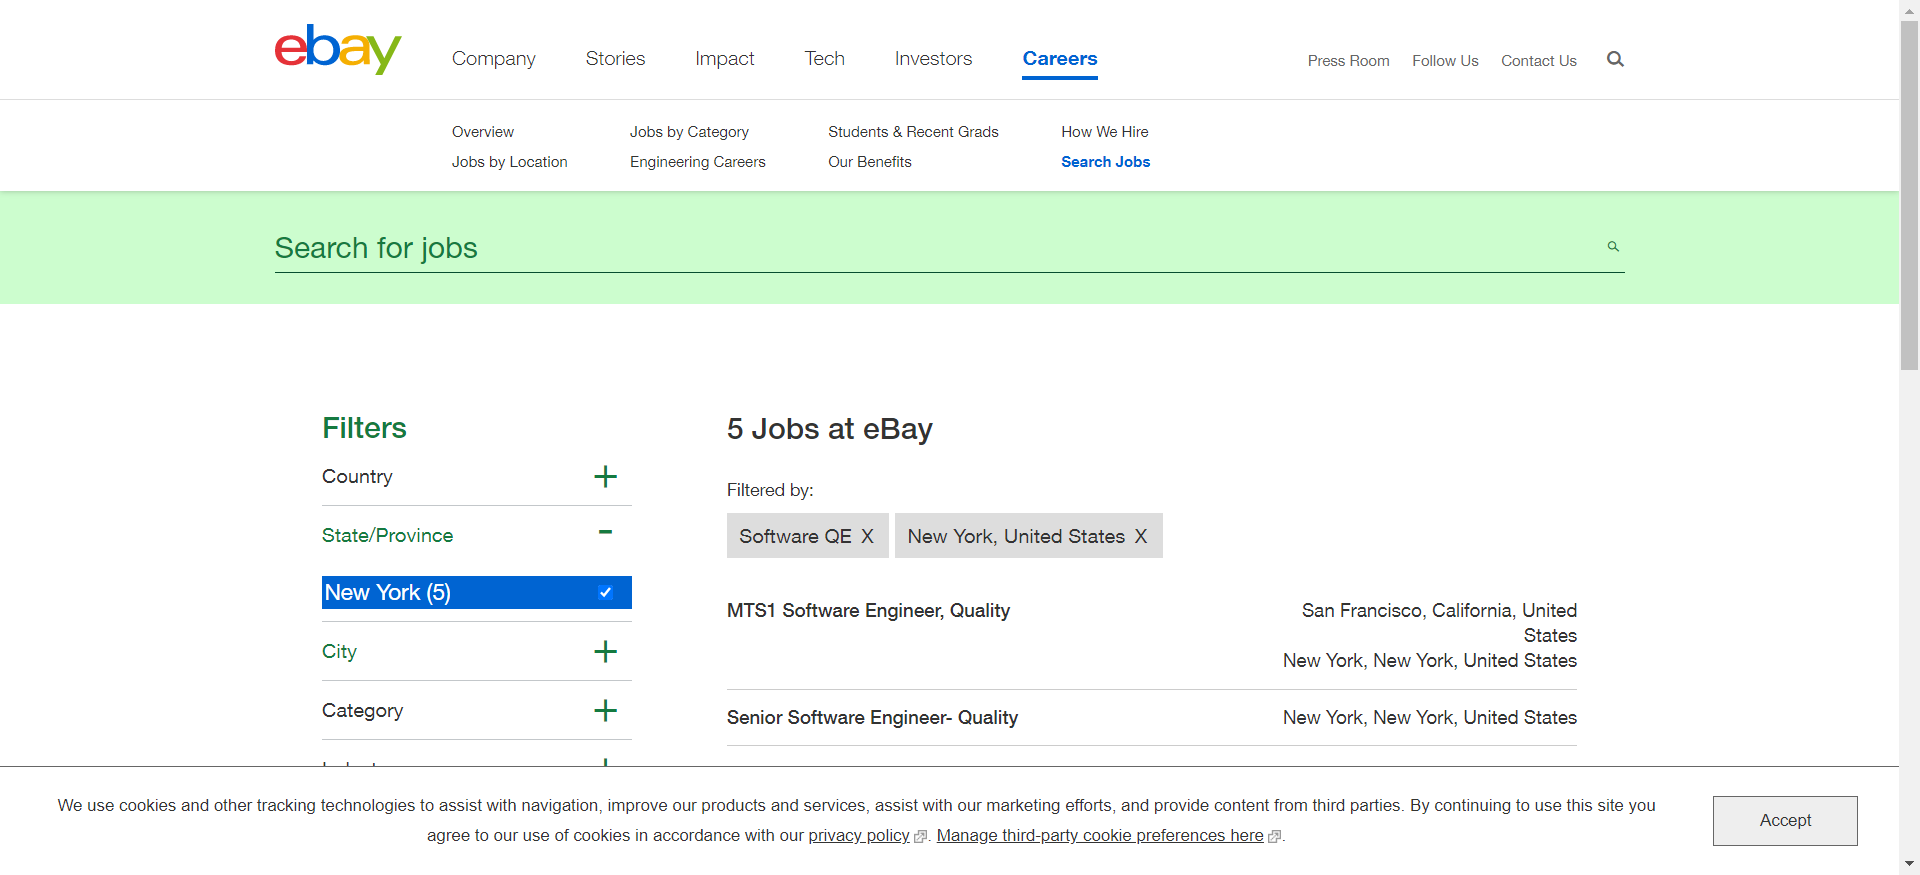 ebay
Company Stories Impact Tech Investors Careers
Press Room Follow Us Contact Us
Overview Jobs by Category Students & Recent Grads How We Hire
Jobs by Location Engineering Careers Our Benefits Search Jobs
Search for jobs
Filters
Country
State/Province
New York (5)
City
Category
5 Jobs at eBay
Filtered by:
Software QE X New York, United States X
MTS1 Software Engineer, Quality
San Francisco, California, United
States
New York, New York, United States
Senior Software Engineer- Quality
New York, New York, United States
We use cookies and other tracking technologies to assist with navigation, improve our products and services, assist with our marketing efforts, and provide content from third parties. By continuing to use this site you
agree to our use of cookies in accordance with our privacy policy. Manage third-party cookie preferences here.
Accept